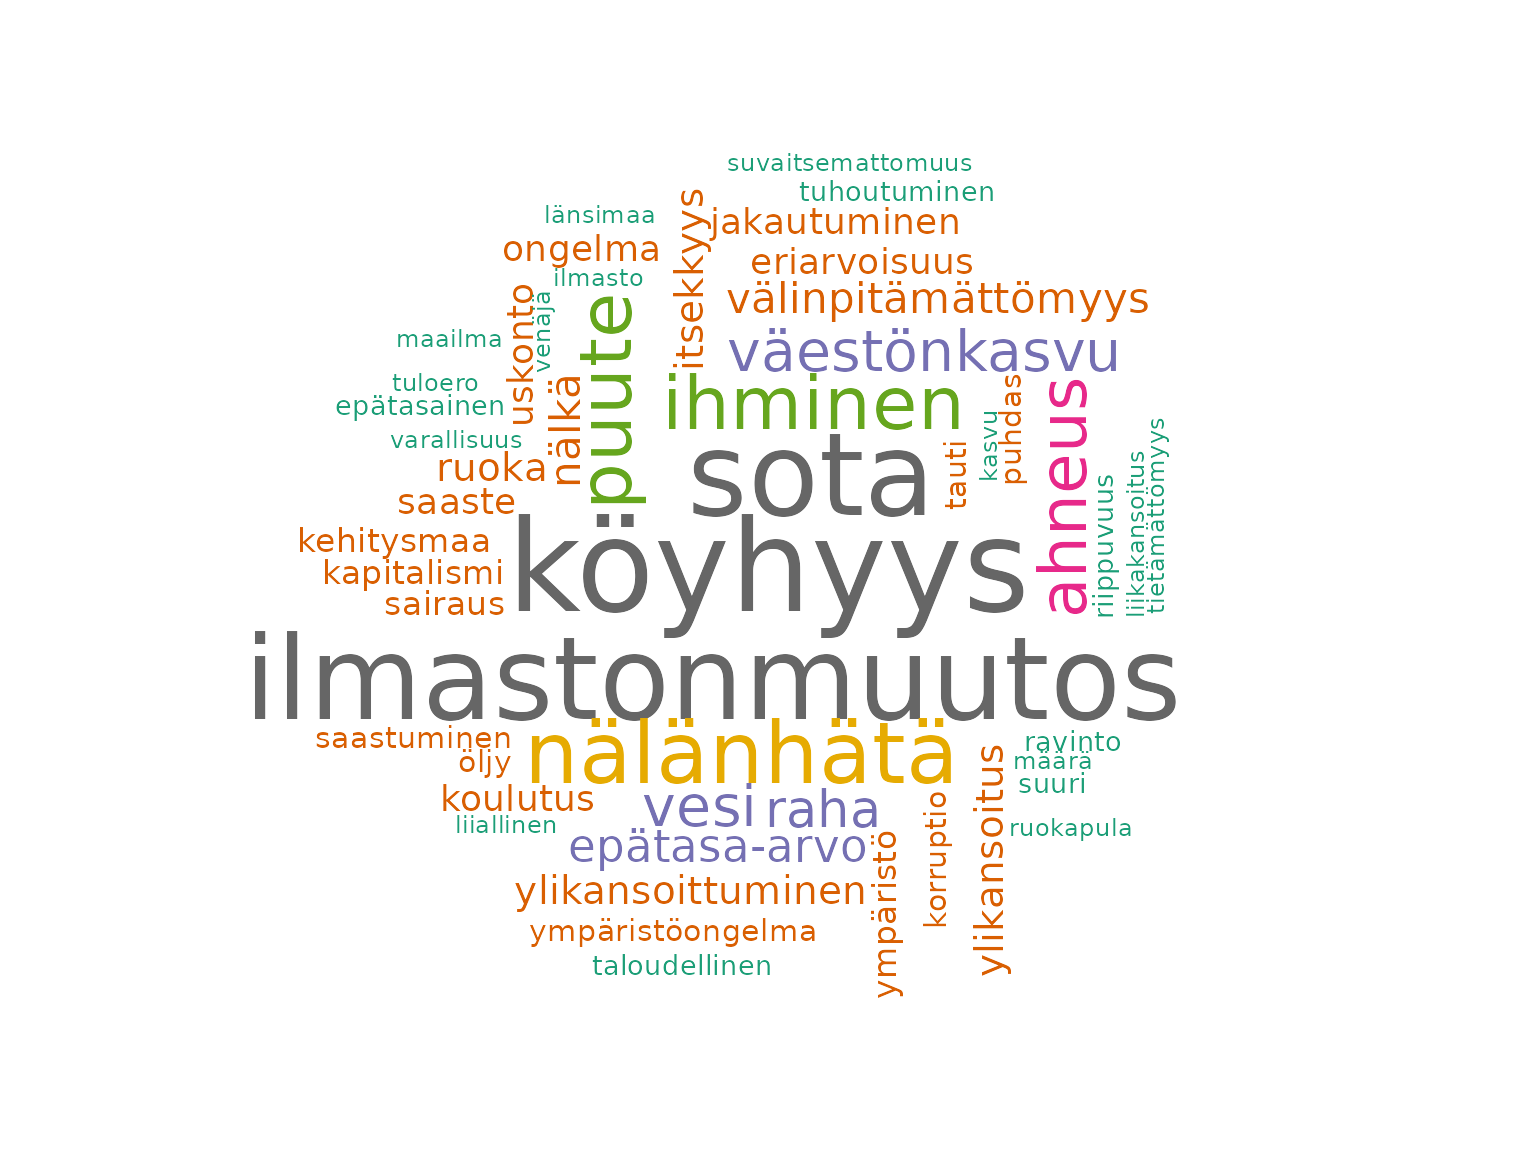 suvaitsemattomuus
tuhoutuminen
länsimaa
jakautuminen
itsekkyys
ongelma
eriarvoisuus
ilmasto
välinpitämättömyys
uskonto
venäjä
puute
maailma
väestönkasvu
tuloero
ihminen
epätasainen
nälkä
puhdas
ahneus
kasvu
varallisuus
ruoka
sota
tauti
tietämättömyys
liikakansoitus
riippuvuus
saaste
kehitysmaa
köyhyys
kapitalismi
sairaus
ilmastonmuutos
saastuminen
nälänhätä
ravinto
öljy
määrä
suuri
koulutus
vesi
raha
liiallinen
ruokapula
epätasa-arvo
korruptio
ylikansoitus
ylikansoittuminen
ympäristö
ympäristöongelma
taloudellinen